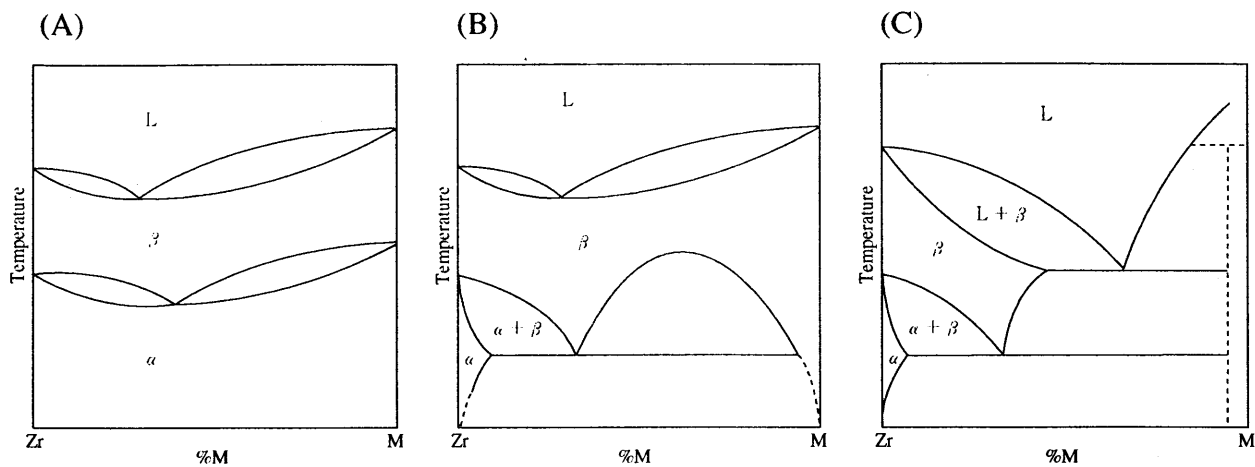 (A)
L
β
α
Temperature
Zr
M
%M
(B)
L
β
α + β
α
Temperature
Zr
M
%M
(C)
L
L + β
β
α + β
α
Temperature
Zr
M
%M